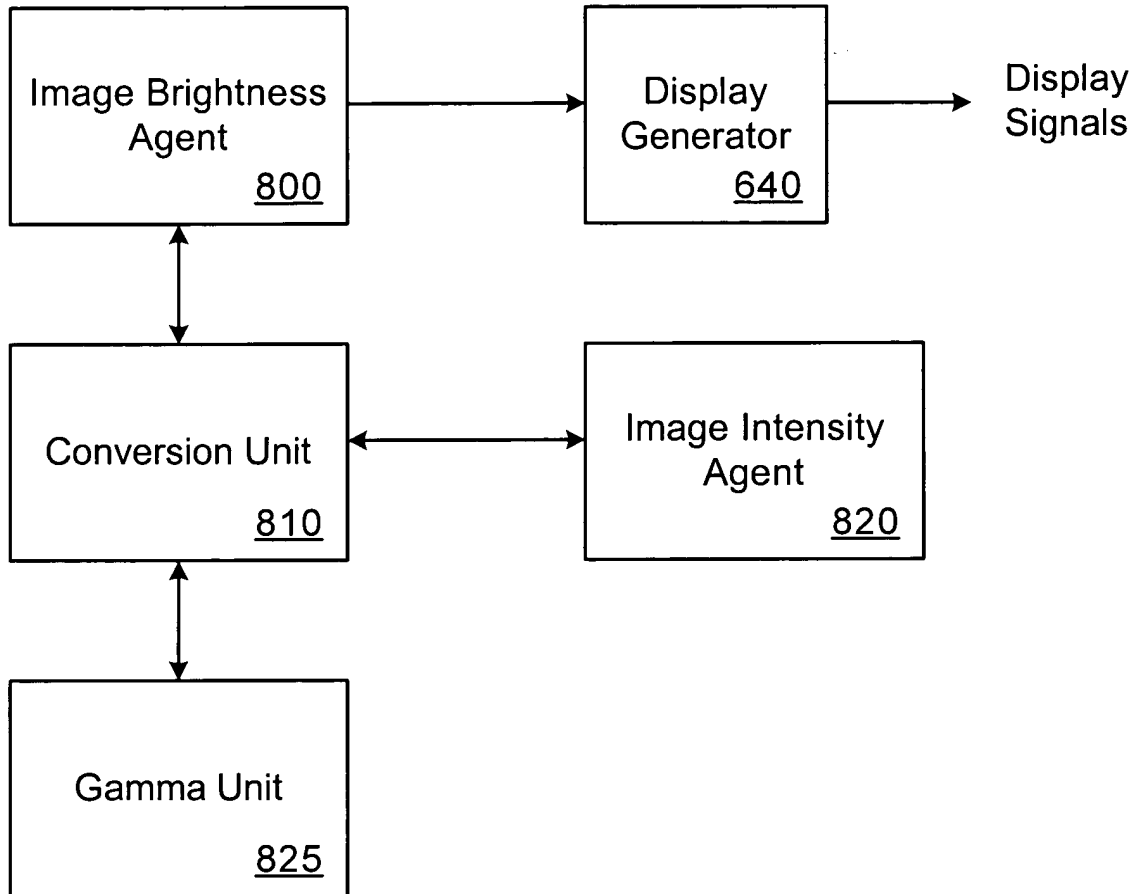 Image Brightness
Agent
800
Display
Generator
640
Display
Signals
Conversion Unit
810
Image Intensity
Agent
820
Gamma Unit
825